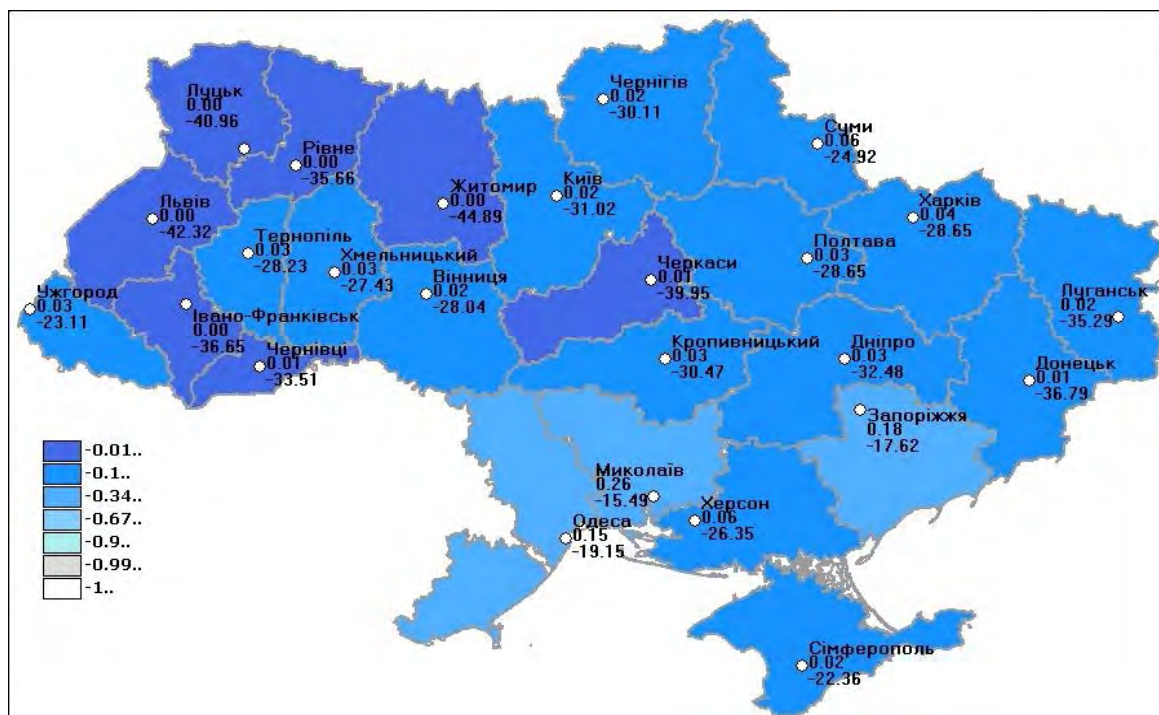 Луцьк
0.00
-40.96
Рівне
0.00
-35.66
Житомир
0.00
-44.89
Київ
0.02
-31.02
Чернігів
0.02
-30.11
Суми
0.06
-24.92
Львів
0.00
-42.32
Тернопіль
0.03
-28.23
Хмельницький
0.03
-27.43
Вінниця
0.02
-28.04
Черкаси
0.01
-39.95
Полтава
0.03
-28.65
Харків
0.04
-28.65
Луганськ
0.02
-35.29
Ужгород
0.03
-23.11
Івано-Франківськ
0.00
-36.65
Чернівці
0.01
-33.51
Кропивницький
0.03
-30.47
Дніпро
0.03
-32.48
Донецьк
0.01
-36.79
Запоріжжя
0.18
-17.62
Миколаїв
0.26
-15.49
Одеса
0.15
-19.15
Херсон
0.06
-26.35
Сімферополь
0.02
-22.36
-0.01..
-0.1..
-0.34..
-0.67..
-0.9..
-0.99..
-1..